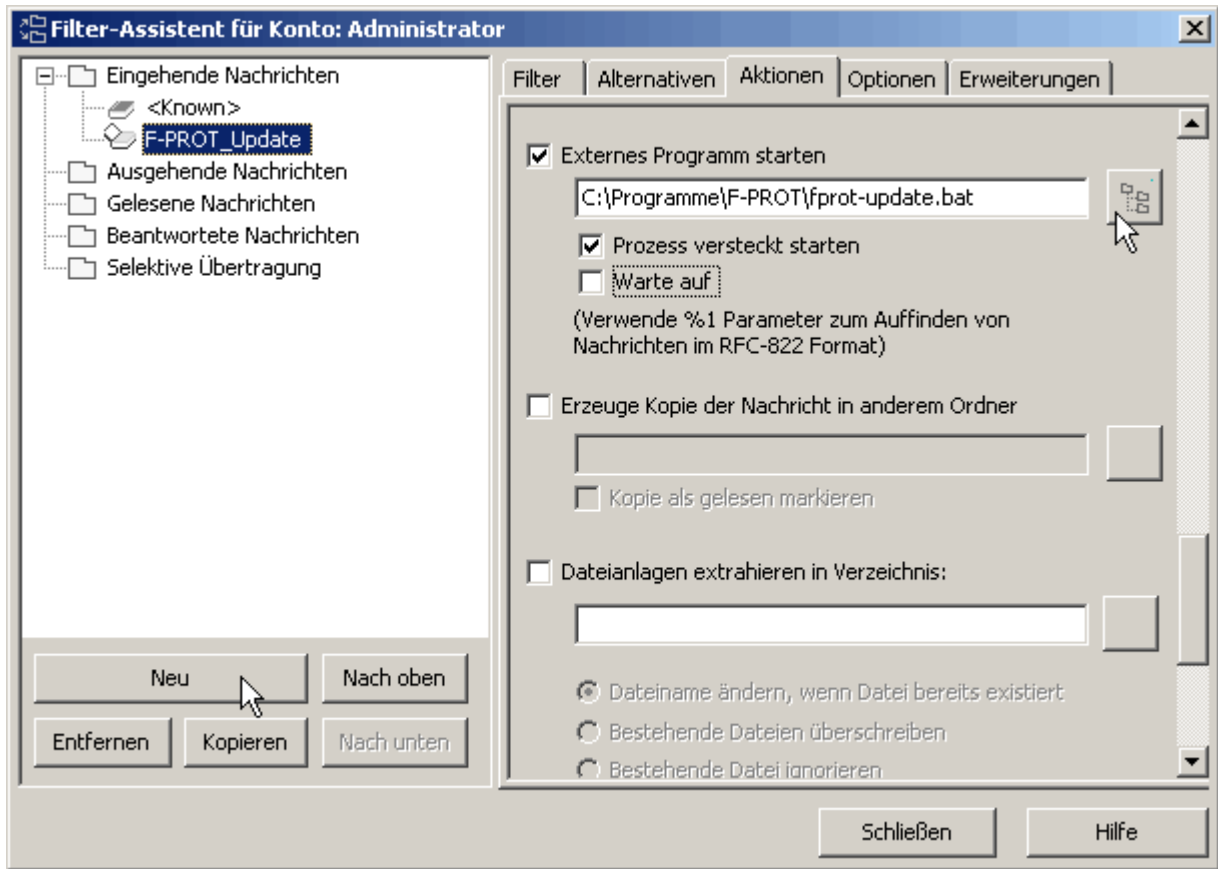 Filter-Assistent für Konto: Administrator
Eingehende Nachrichten
<Known>
F-PROT_Update
Ausgehende Nachrichten
Gelesene Nachrichten
Beantwortete Nachrichten
Selektive Übertragung
Neu
Nach oben
Entfernen
Kopieren
Nach unten
Filter
Alternativen
Aktionen
Optionen
Erweiterungen
Externes Programm starten
C:\Programme\F-PROT\fprot-update.bat
Prozess versteckt starten
Warte auf
(Verwende %1 Parameter zum Auffinden von
Nachrichten im RFC-822 Format)
Erzeuge Kopie der Nachricht in anderem Ordner
Kopie als gelesen markieren
Dateianlagen extrahieren in Verzeichnis:
Dateiname ändern, wenn Datei bereits existiert
Bestehende Dateien überschreiben
Bestehende Datei ignorieren
Schließen
Hilfe